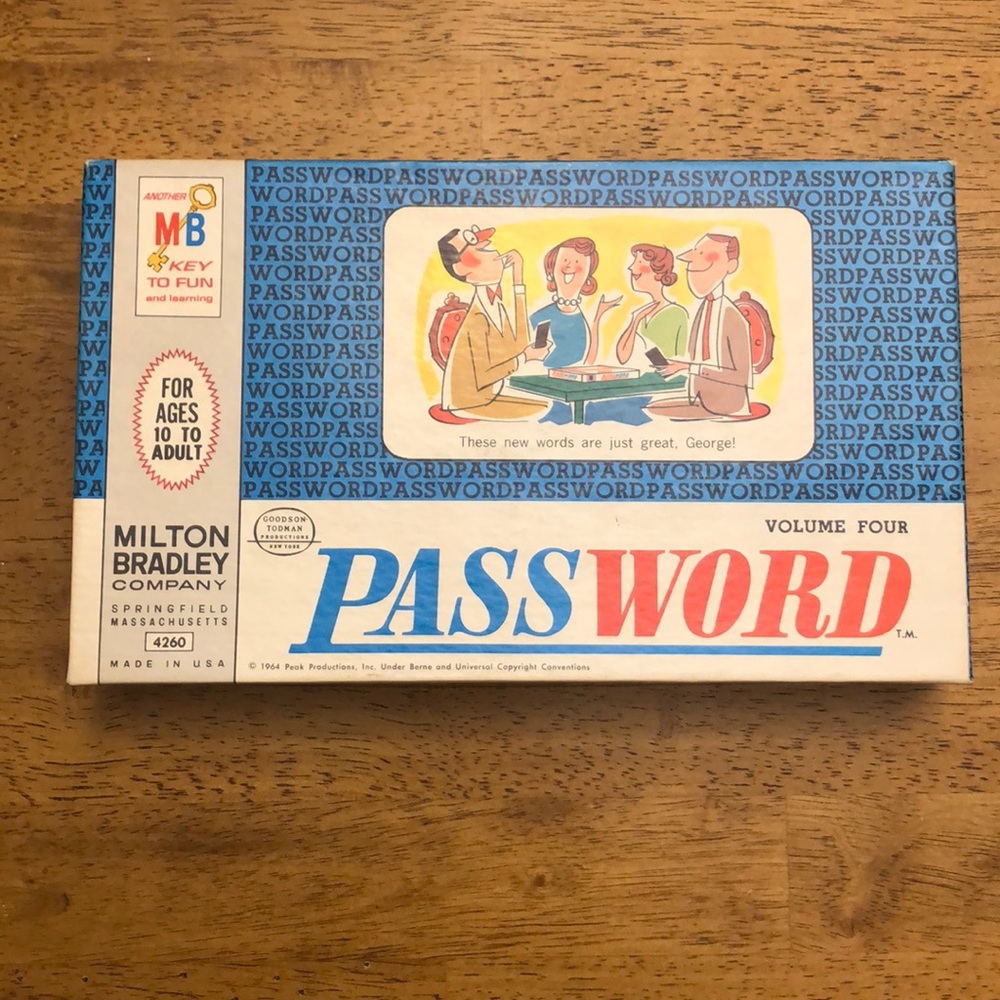 PASSWORDPASSWORDPASSWORDPASSWORDPASSWORDPAS
WORDPASSWORDPASSWORDPASSWORDPASSWORDPASSWO
ANOTHER
MB
KEY
TO FUN
and learning
FOR
AGES
10 TO
ADULT
These new words are just great, George!
MILTON
BRADLEY
COMPANY
SPRINGFIELD
MASSACHUSETTS
4260
MADE IN USA
GOODSON-
TODMAN
PRODUCTIONS
NEW YORK
VOLUME FOUR
PASSWORD
T.M.
© 1964 Peak Productions, Inc. Under Berne and Universal Copyright Conventions